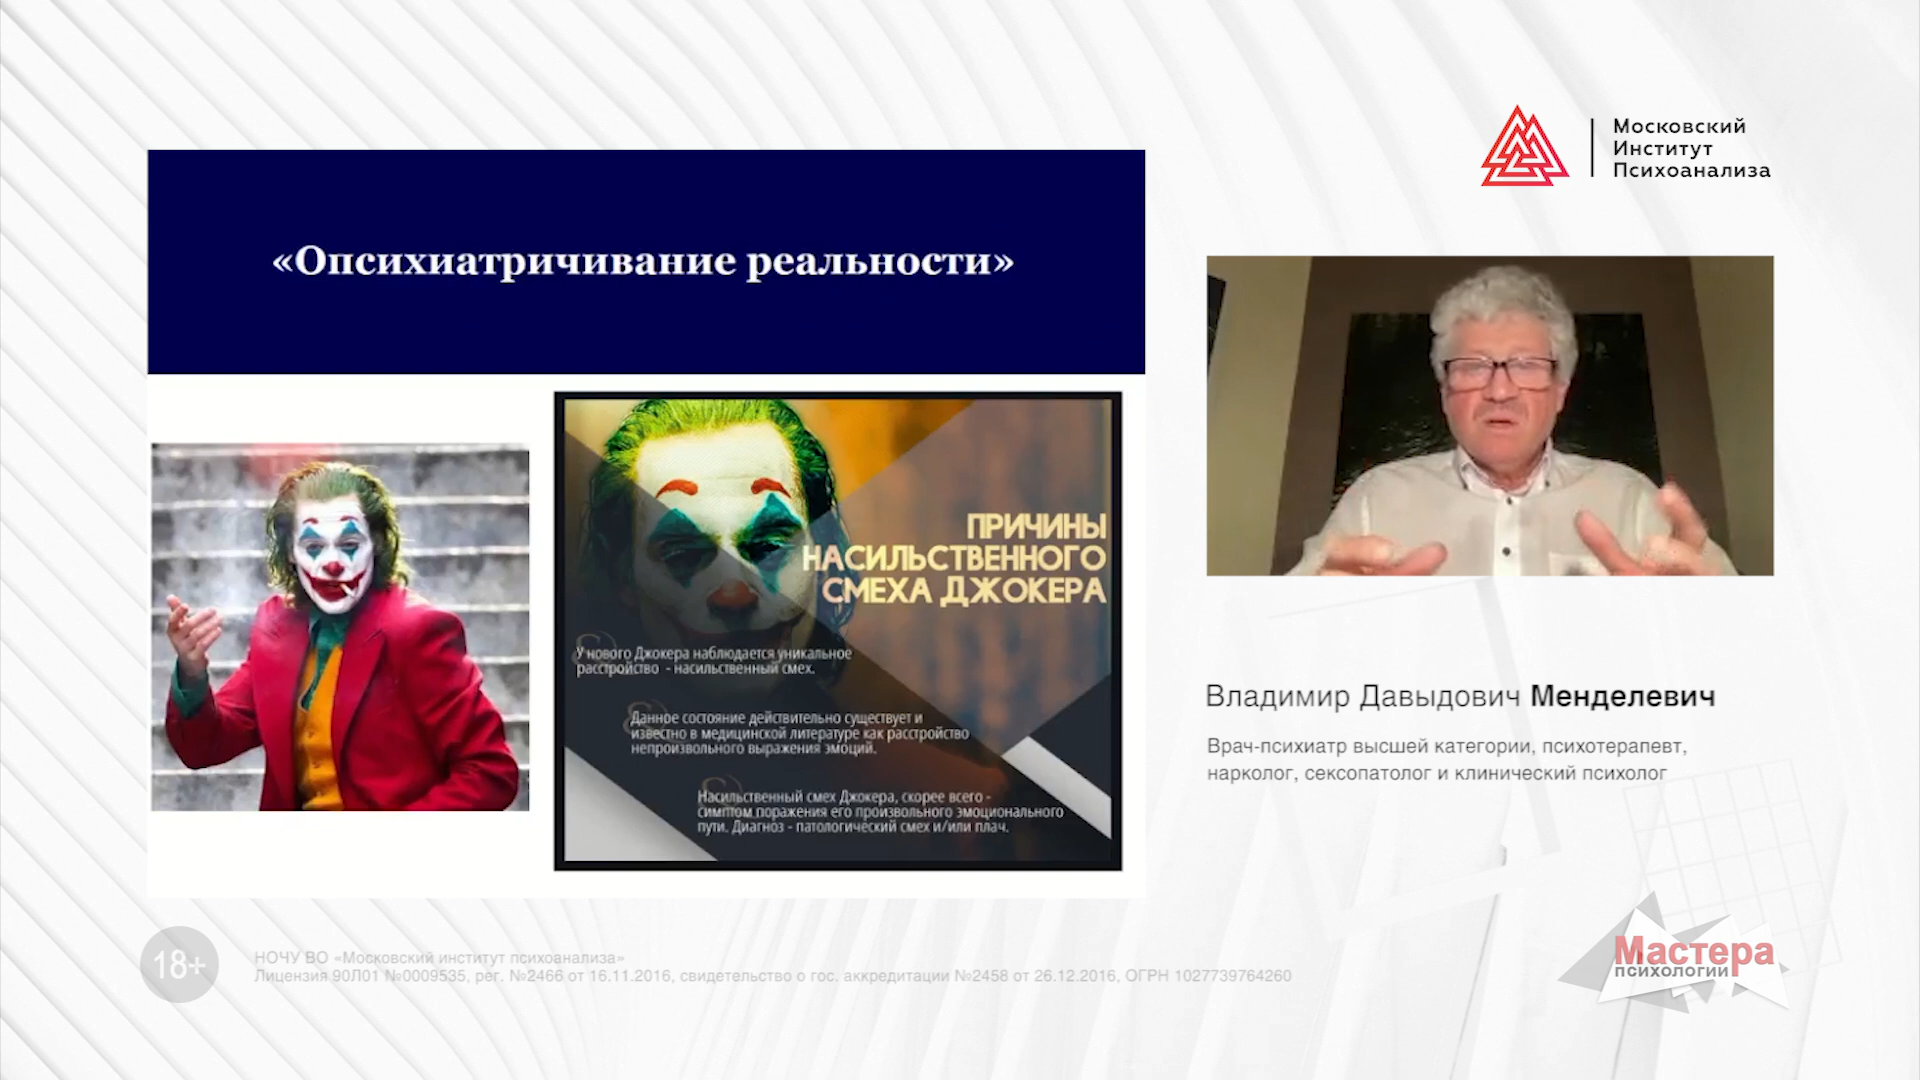 Московский
Институт
Психоанализа
«Опсихиатричивание реальности»
ПРИЧИНЫ
НАСИЛЬСТВЕННОГО
СМЕХА ДЖОКЕРА
У нового Джокера наблюдается уникальное
расстройство - насильственный смех.
Данное состояние действительно существует и
известно в медицинской литературе как расстройство
непроизвольного выражения эмоций.
Насильственный смех Джокера, скорее всего -
симптом поражения его произвольного эмоционального
пути. Диагноз - патологический смех и/или плач.
Владимир Давыдович Менделевич
Врач-психиатр высшей категории, психотерапевт,
нарколог, сексопатолог и клинический психолог
18+
НОЧУ ВО «Московский институт психоанализа»
Лицензия 90Л01 №0009535, рег. №2466 от 16.11.2016, свидетельство о гос. аккредитации №2458 от 26.12.2016, ОГРН 1027739764260
Мастера
психологии